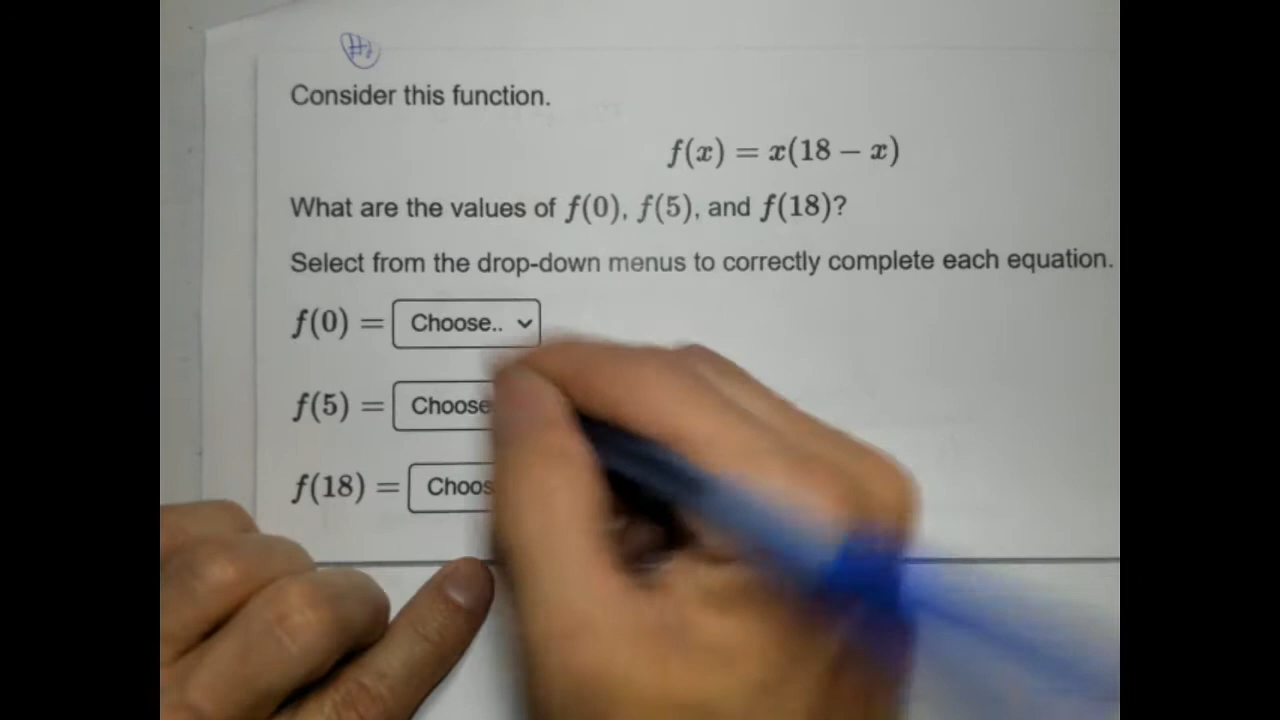 Consider this function.
f(x) = x(18 − x)
What are the values of f(0), f(5), and f(18)?
Select from the drop-down menus to correctly complete each equation.
f(0) = Choose..
f(5) = Choose
f(18) = Choos